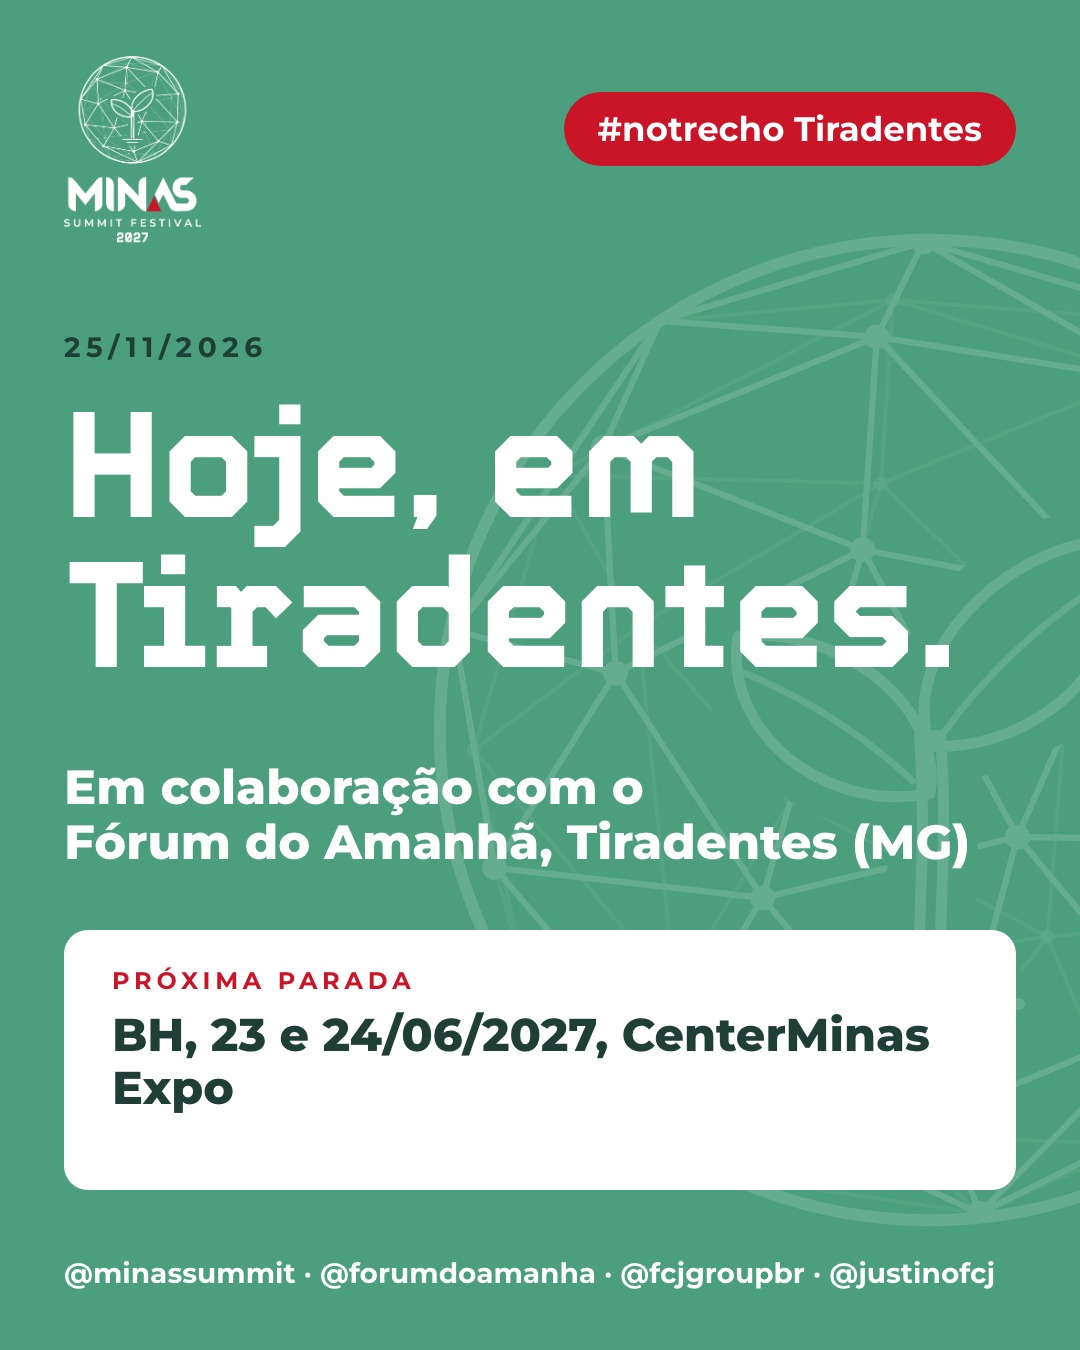 MINAS
SUMMIT FESTIVAL
2027
#notrecho Tiradentes
25/11/2026
Hoje, em
Tiradentes.
Em colaboração com o
Fórum do Amanhã, Tiradentes (MG)
PRÓXIMA PARADA
BH, 23 e 24/06/2027, CenterMinas
Expo
@minassummit · @forumdoamanha · @fcjgroupbr · @justinofcj